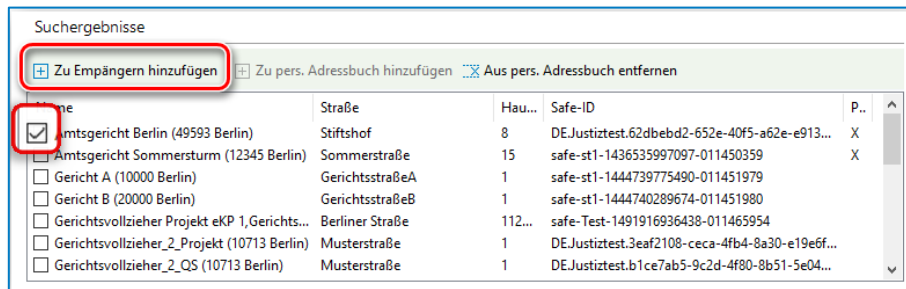 Suchergebnisse
Zu Empängern hinzufügen Zu pers. Adressbuch hinzufügen Aus pers. Adressbuch entfernen
me Straße Hau... Safe-ID P..
Amtsgericht Berlin (49593 Berlin) Stiftshof 8 DE.Justiztest.62dbebd2-652e-40f5-a62e-e913... X
Amtsgericht Sommersturm (12345 Berlin) Sommerstraße 15 safe-st1-1436535997097-011450359 X
Gericht A (10000 Berlin) GerichtsstraßeA 1 safe-st1-1444739775490-011451979
Gericht B (20000 Berlin) GerichtsstraßeB 1 safe-st1-1444740289674-011451980
Gerichtsvollzieher Projekt eKP 1,Gerichts... Berliner Straße 112... safe-Test-1491916936438-011465954
Gerichtsvollzieher_2_Projekt (10713 Berlin) Musterstraße 1 DE.Justiztest.3eaf2108-ceca-4fb4-8a30-e19e6f...
Gerichtsvollzieher_2_QS (10713 Berlin) Musterstraße 1 DE.Justiztest.b1ce7ab5-9c2d-4f80-8b51-5e04...